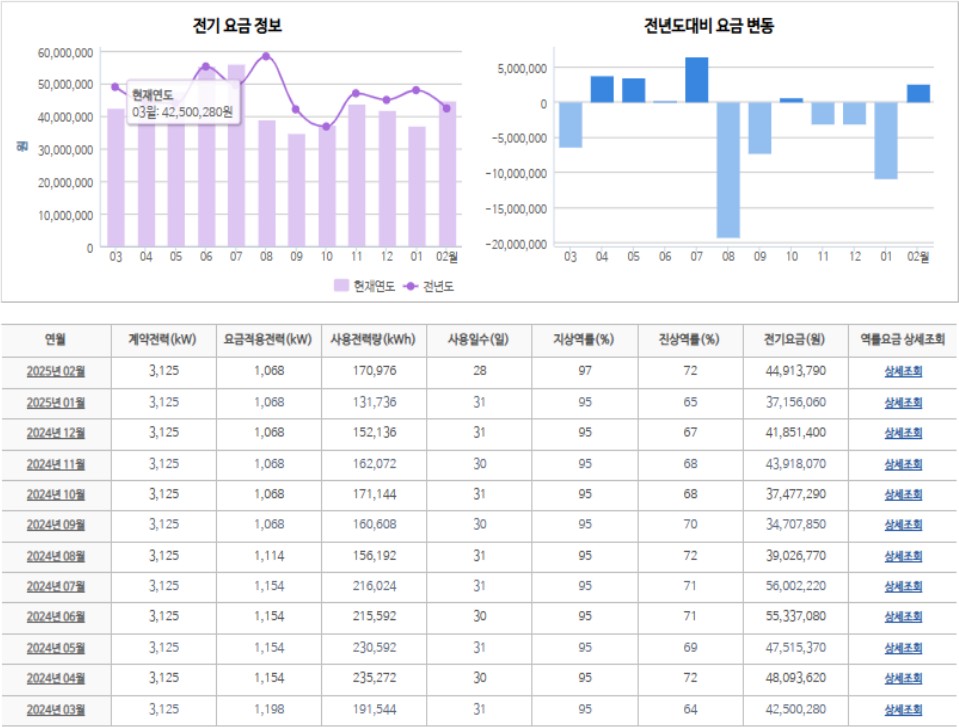 전기 요금 정보
전년도대비 요금 변동
원
60,000,000
50,000,000
40,000,000
30,000,000
20,000,000
10,000,000
0
현재연도
03월: 42,500,280원
03 04 05 06 07 08 09 10 11 12 01 02월
현재연도 전년도
5,000,000
0
-5,000,000
-10,000,000
-15,000,000
-20,000,000
03 04 05 06 07 08 09 10 11 12 01 02월
연월 계약전력(kW) 요금적용전력(kW) 사용전력량(kWh) 사용일수(일) 지상역률(%) 진상역률(%) 전기요금(원) 역률요금 상세조회
2025년 02월 3,125 1,068 170,976 28 97 72 44,913,790 상세조회
2025년 01월 3,125 1,068 131,736 31 95 65 37,156,060 상세조회
2024년 12월 3,125 1,068 152,136 31 95 67 41,851,400 상세조회
2024년 11월 3,125 1,068 162,072 30 95 68 43,918,070 상세조회
2024년 10월 3,125 1,068 171,144 31 95 68 37,477,290 상세조회
2024년 09월 3,125 1,068 160,608 30 95 70 34,707,850 상세조회
2024년 08월 3,125 1,114 156,192 31 95 72 39,026,770 상세조회
2024년 07월 3,125 1,154 216,024 31 95 71 56,002,220 상세조회
2024년 06월 3,125 1,154 215,592 30 95 71 55,337,080 상세조회
2024년 05월 3,125 1,154 230,592 31 95 69 47,515,370 상세조회
2024년 04월 3,125 1,154 235,272 30 95 72 48,093,620 상세조회
2024년 03월 3,125 1,198 191,544 31 95 64 42,500,280 상세조회